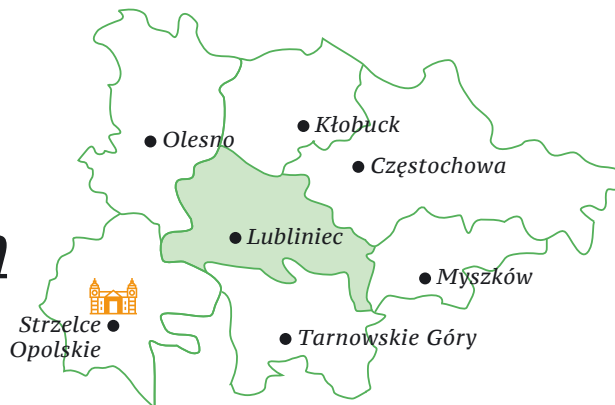 Olesno
Kłobuck
Częstochowa
Lubliniec
Myszków
Strzelce
Opolskie
Tarnowskie Góry